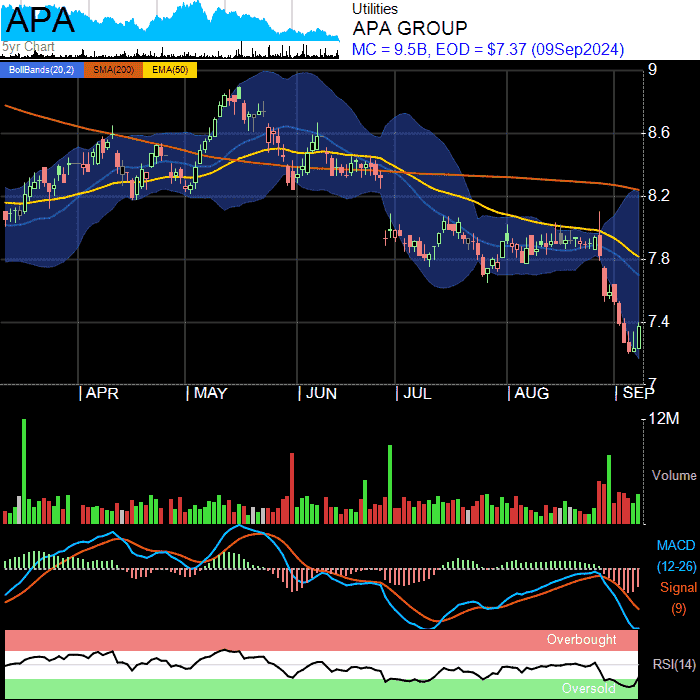 APA
Utilities
APA GROUP
MC = 9.5B, EOD = $7.37 (09Sep2024)
5yr Chart
BollBands(20,2) SMA(200) EMA(50)
9
8.6
8.2
7.8
7.4
7
| APR | MAY | JUN | JUL | AUG | SEP
12M
Volume
MACD
(12-26)
Signal
(9)
Overbought
RSI(14)
Oversold